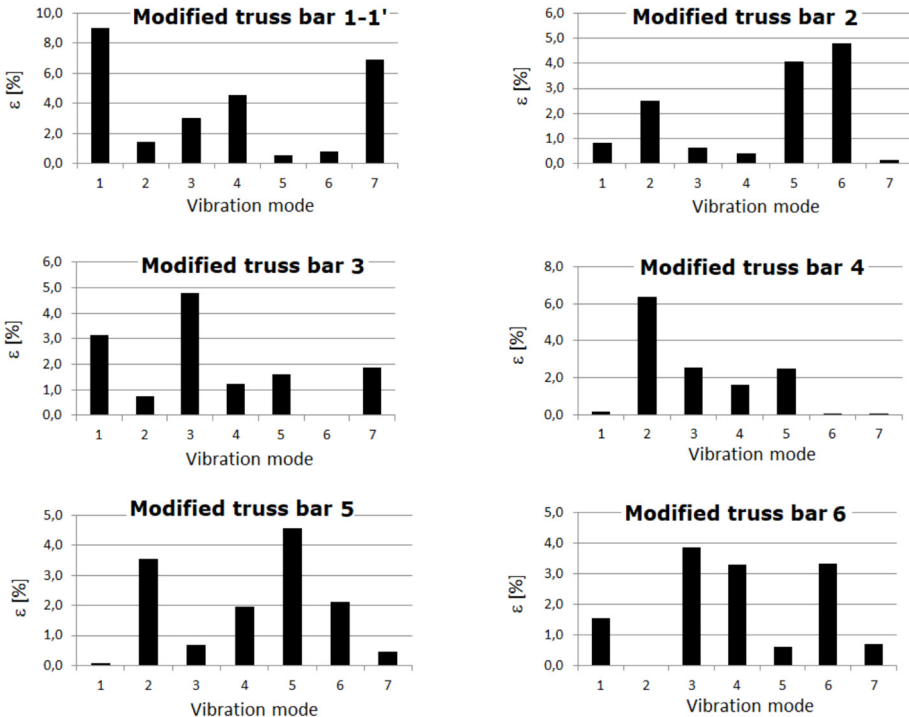 Modified truss bar 1-1'
ε [%]
10,0
8,0
6,0
4,0
2,0
0,0
1 2 3 4 5 6 7
Vibration mode
Modified truss bar 2
ε [%]
6,0
5,0
4,0
3,0
2,0
1,0
0,0
1 2 3 4 5 6 7
Vibration mode
Modified truss bar 3
ε [%]
6,0
5,0
4,0
3,0
2,0
1,0
0,0
1 2 3 4 5 6 7
Vibration mode
Modified truss bar 4
ε [%]
8,0
6,0
4,0
2,0
0,0
1 2 3 4 5 6 7
Vibration mode
Modified truss bar 5
ε [%]
5,0
4,0
3,0
2,0
1,0
0,0
1 2 3 4 5 6 7
Vibration mode
Modified truss bar 6
ε [%]
5,0
4,0
3,0
2,0
1,0
0,0
1 2 3 4 5 6 7
Vibration mode